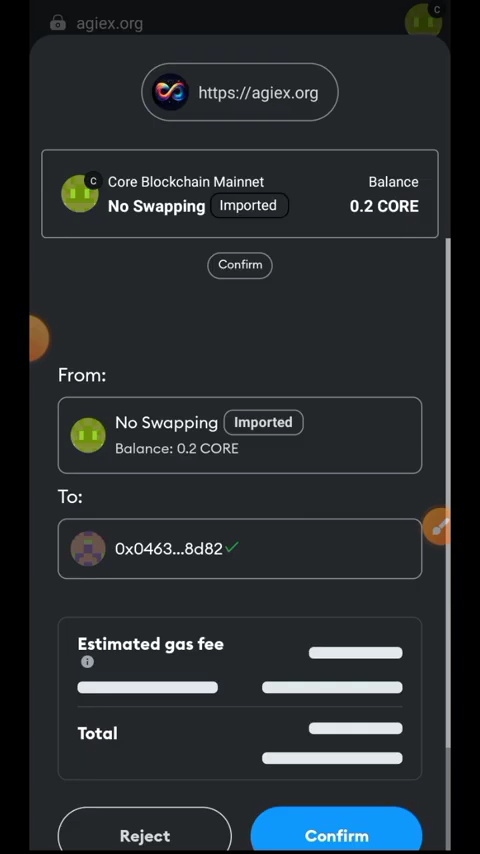 agiex.org
C
https://agiex.org
C
Core Blockchain Mainnet
Balance
No Swapping Imported
0.2 CORE
Confirm
From:
No Swapping Imported
Balance: 0.2 CORE
To:
0x0463...8d82
Estimated gas fee
Total
Reject
Confirm